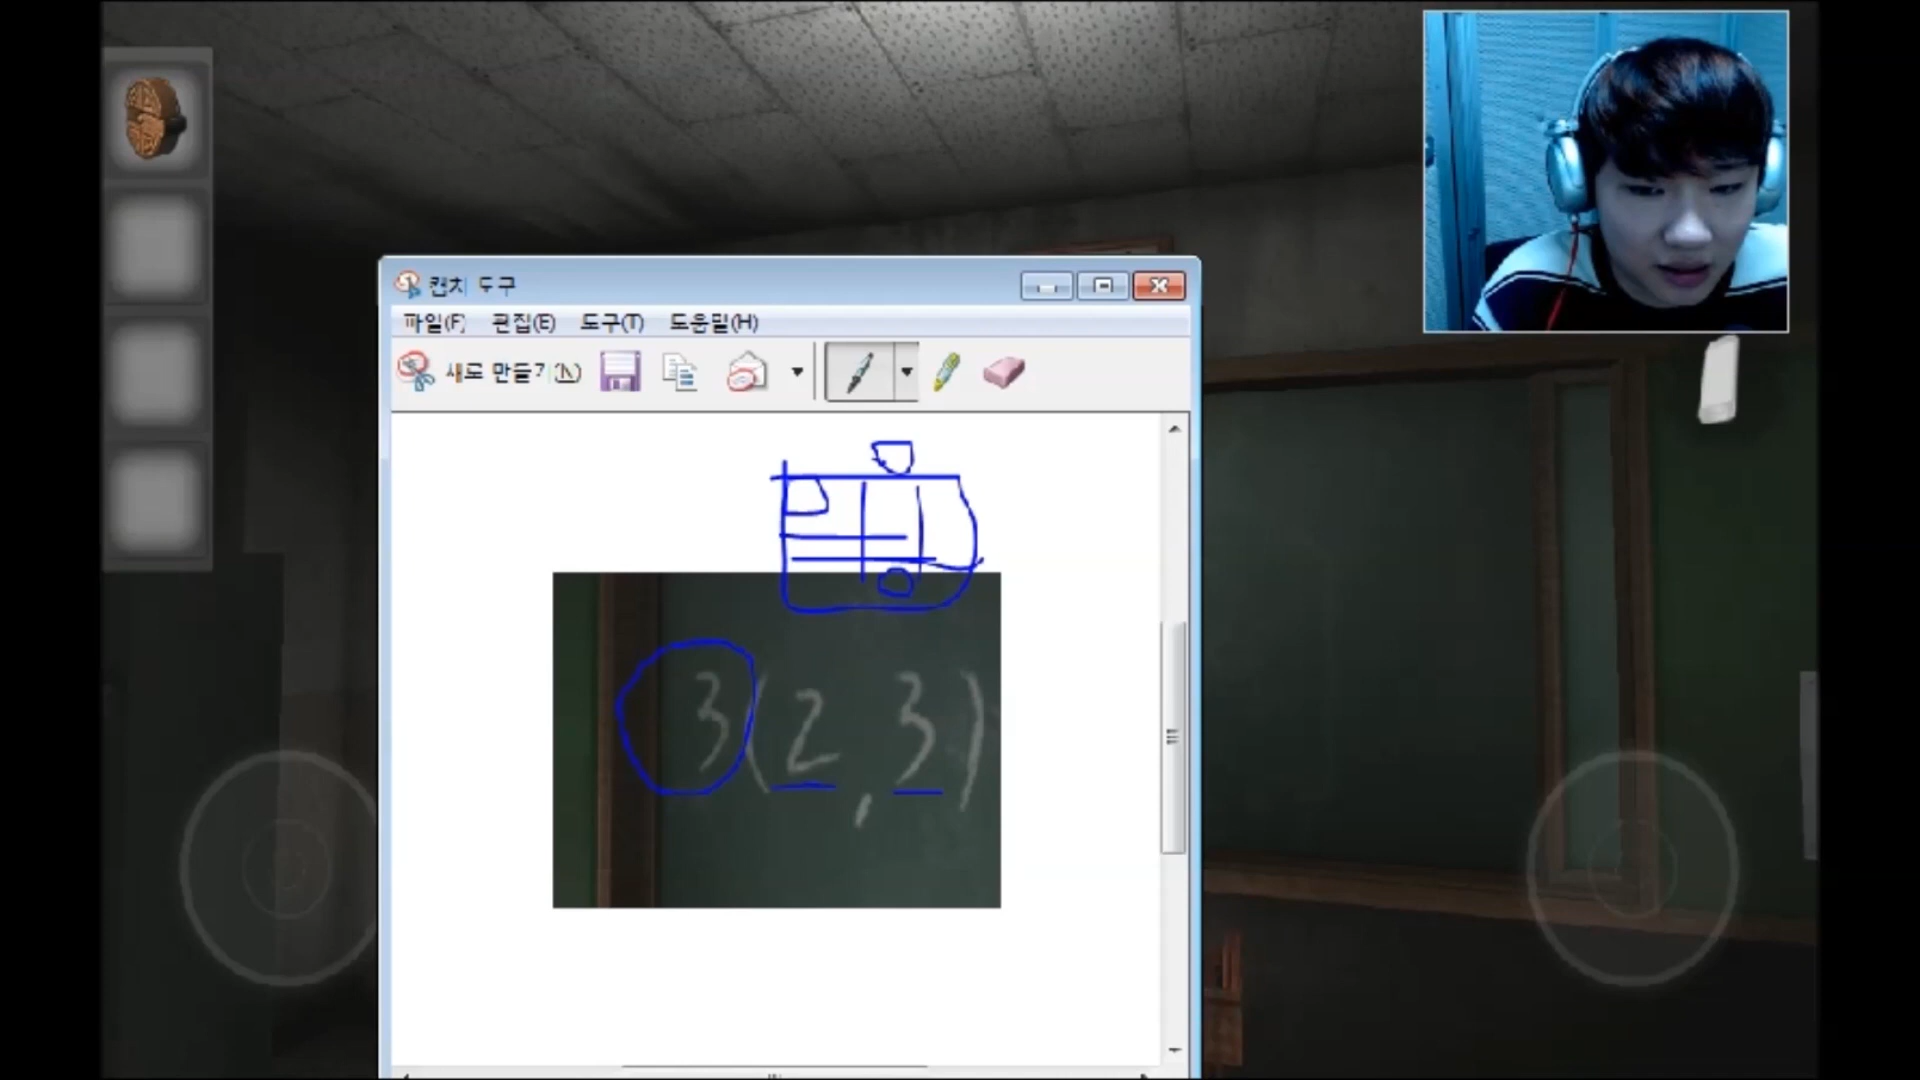 캡처 도구
파일(F) 편집(E) 도구(T) 도움말(H)
새로 만들기(N)
3(2,3)